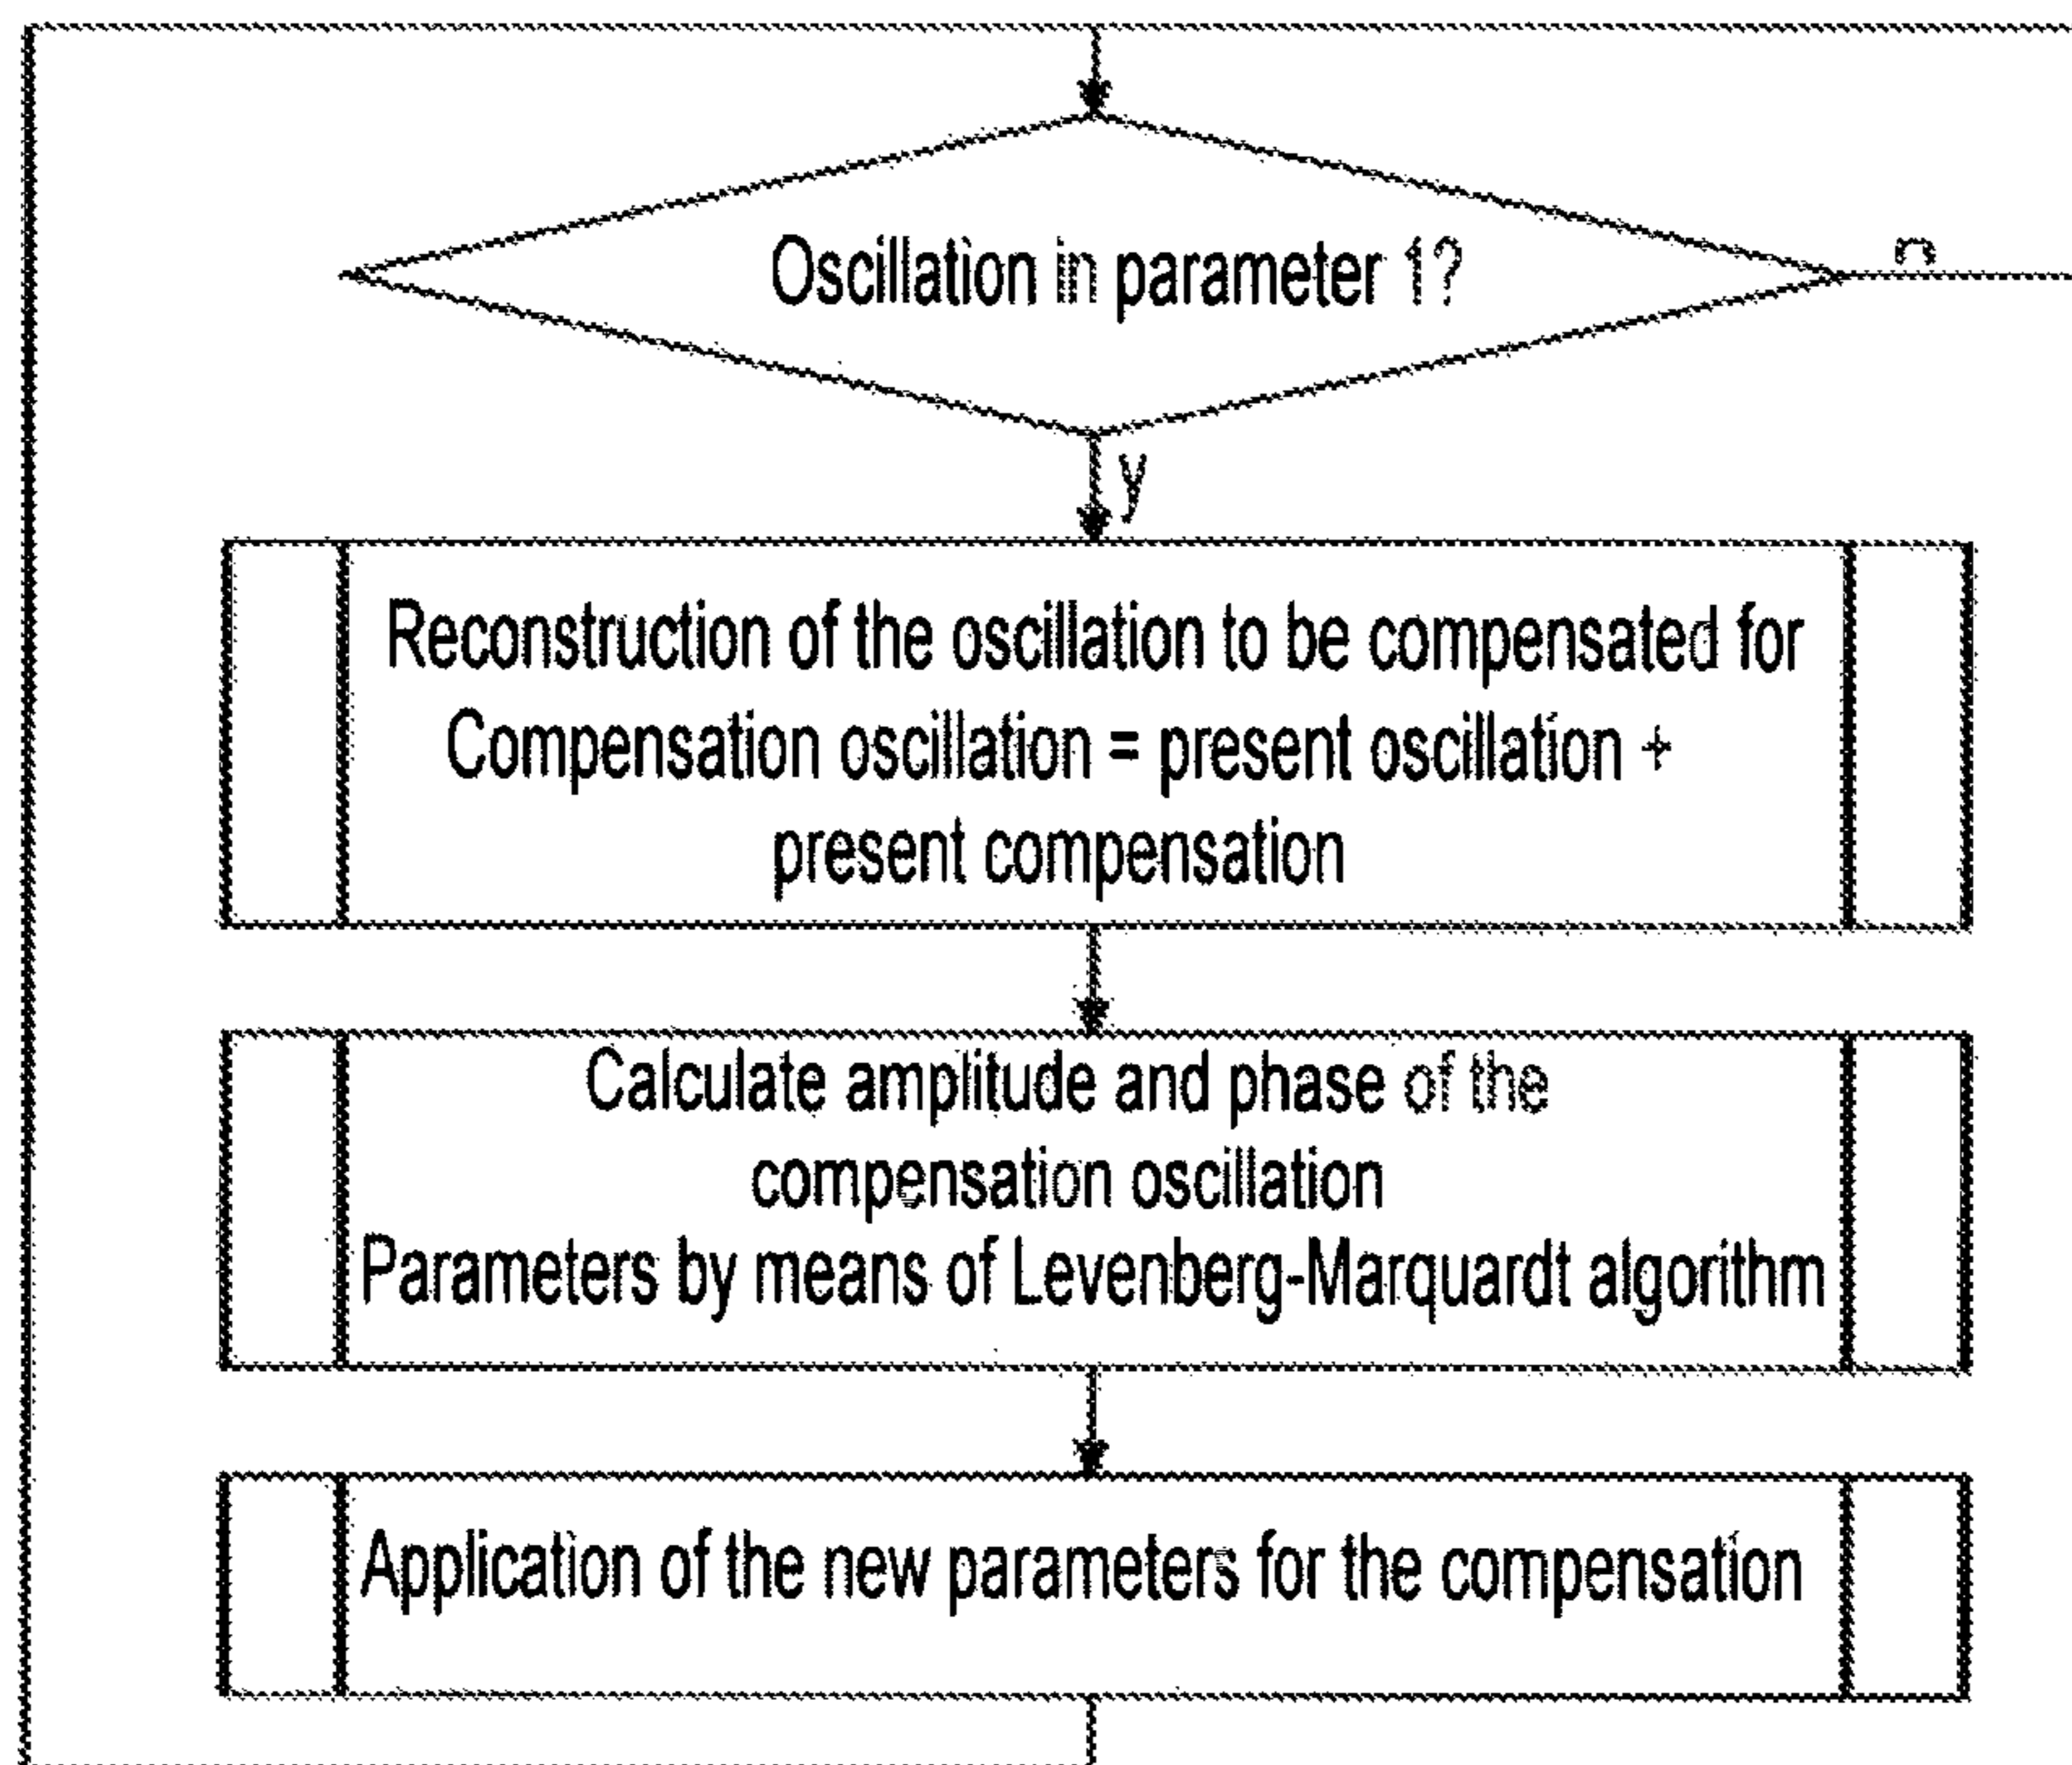 Oscillation in parameter 1?
n
y
Reconstruction of the oscillation to be compensated for
Compensation oscillation = present oscillation +
present compensation
Calculate amplitude and phase of the
compensation oscillation
Parameters by means of Levenberg-Marquardt algorithm
Application of the new parameters for the compensation